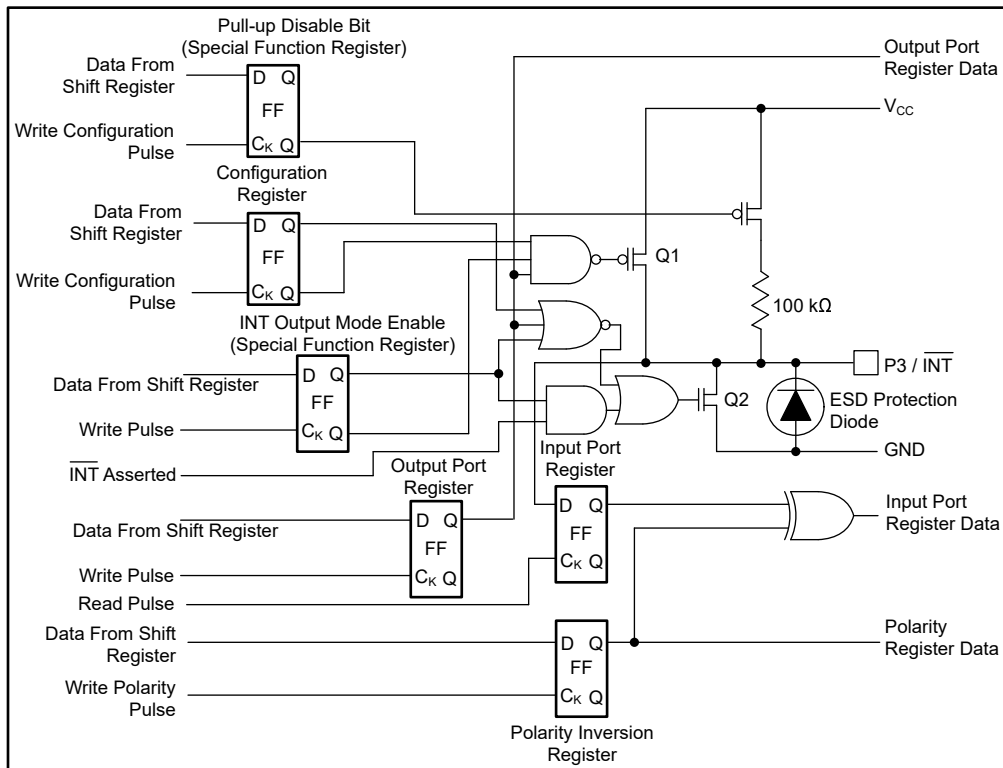 Pull-up Disable Bit
(Special Function Register)
Data From
Shift Register
D Q
FF
CK Q
Write Configuration
Pulse
Output Port
Register Data
VCC
Configuration
Register
Data From
Shift Register
D Q
FF
CK Q
Write Configuration
Pulse
Q1
100 kΩ
INT Output Mode Enable
(Special Function Register)
Data From Shift Register
D Q
FF
CK Q
Write Pulse
P3 / INT
Q2
ESD Protection
Diode
GND
INT Asserted
Output Port
Register
Input Port
Register
Data From Shift Register
D Q
FF
CK Q
Write Pulse
D Q
FF
CK Q
Read Pulse
Input Port
Register Data
Data From Shift
Register
D Q
FF
CK Q
Write Polarity
Pulse
Polarity
Register Data
Polarity Inversion
Register